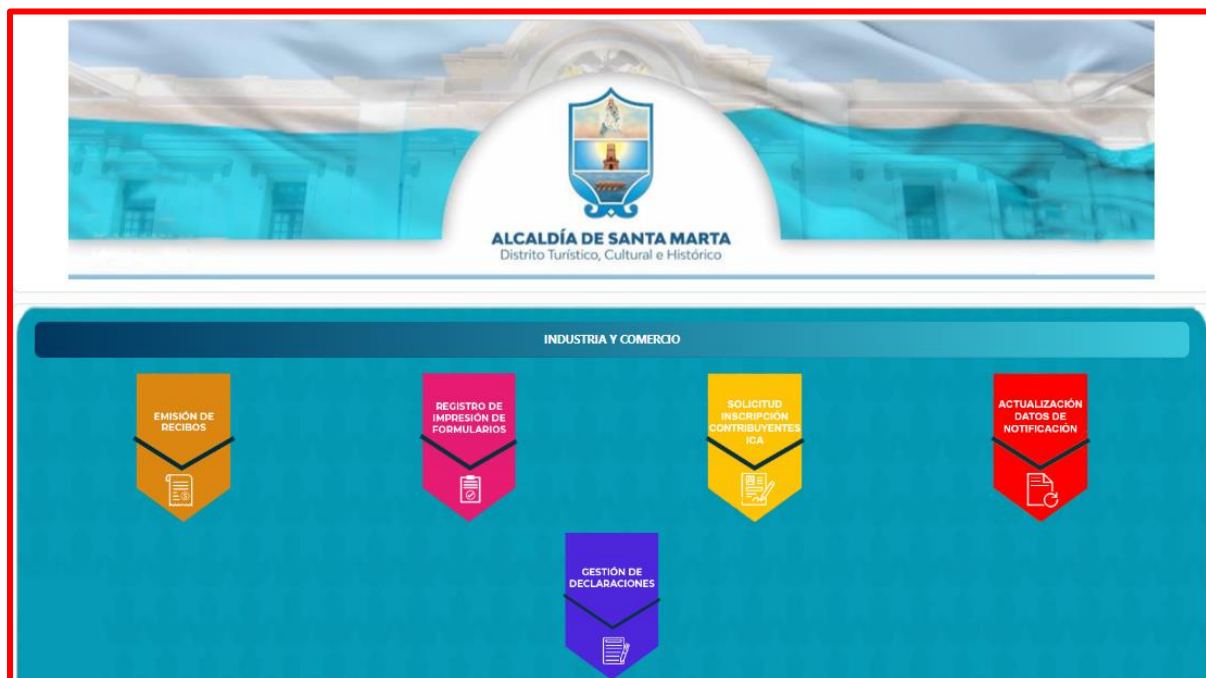 ALCALDÍA DE SANTA MARTA
Distrito Turístico, Cultural e Histórico
INDUSTRIA Y COMERCIO
EMISIÓN DE
RECIBOS
REGISTRO DE
IMPRESIÓN DE
FORMULARIOS
SOLICITUD
INSCRIPCIÓN
CONTRIBUYENTES
ICA
ACTUALIZACIÓN
DATOS DE
NOTIFICACIÓN
GESTIÓN DE
DECLARACIONES